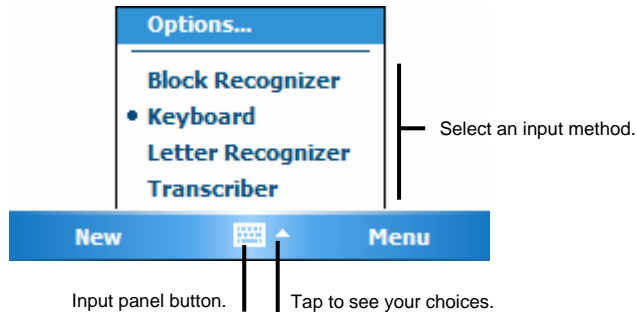 Options...
Block Recognizer
Keyboard
Letter Recognizer
Transcriber
Select an input method.
New
Menu
Input panel button.
Tap to see your choices.